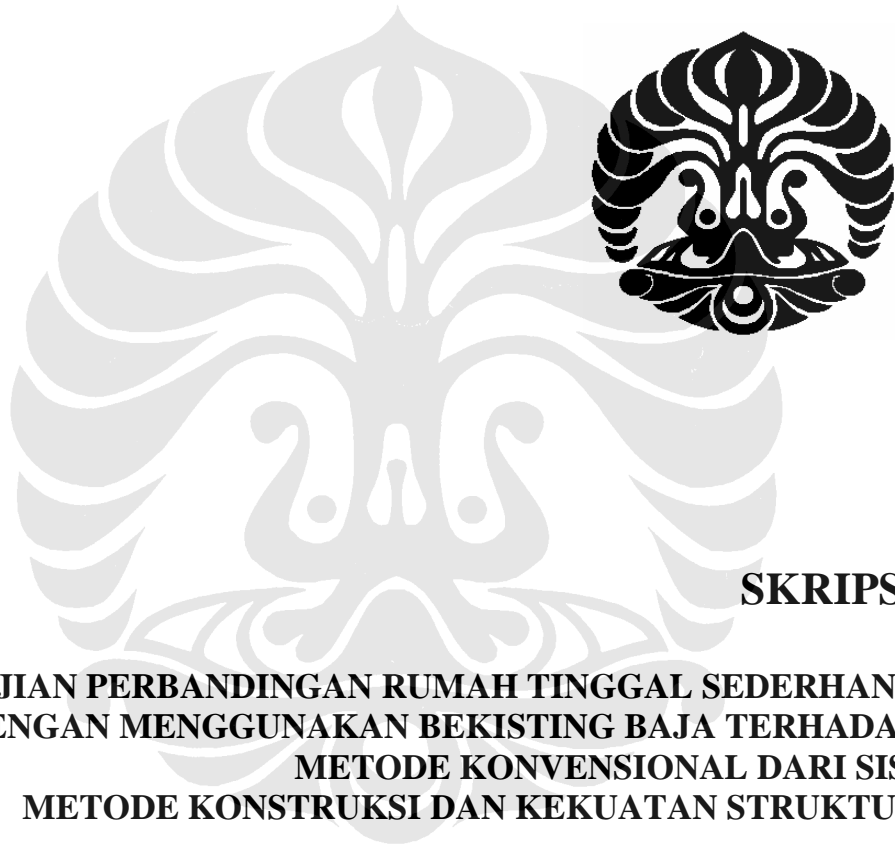 SKRIPS
JIAN PERBANDINGAN RUMAH TINGGAL SEDERHAN
ENGAN MENGGUNAKAN BEKISTING BAJA TERHADA
METODE KONVENSIONAL DARI SIS
METODE KONSTRUKSI DAN KEKUATAN STRUKTU